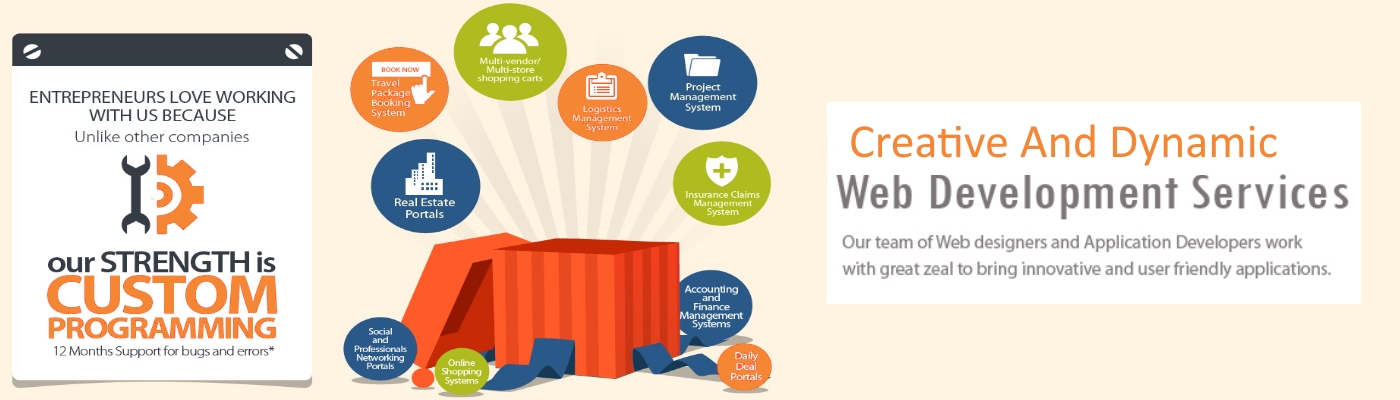 ENTREPRENEURS LOVE WORKING
WITH US BECAUSE
Unlike other companies
our STRENGTH is
CUSTOM
PROGRAMMING
12 Months Support for bugs and errors*
BOOK NOW
Travel
Package
Booking
System
Multi-vendor/
Multi-store
shopping carts
Logistics
Management
System
Project
Management
System
Real Estate
Portals
Insurance Claims
Management
System
Accounting
and
Finance
Management
Systems
Social
and
Professionals
Networking
Portals
Online
Shopping
Systems
Daily
Deal
Portals
Creative And Dynamic
Web Development Services
Our team of Web designers and Application Developers work
with great zeal to bring innovative and user friendly applications.